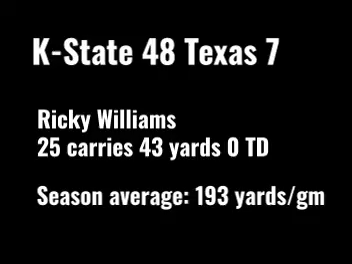 K-State 48 Texas 7
Ricky Williams
25 carries 43 yards 0 TD
Season average: 193 yards/gm